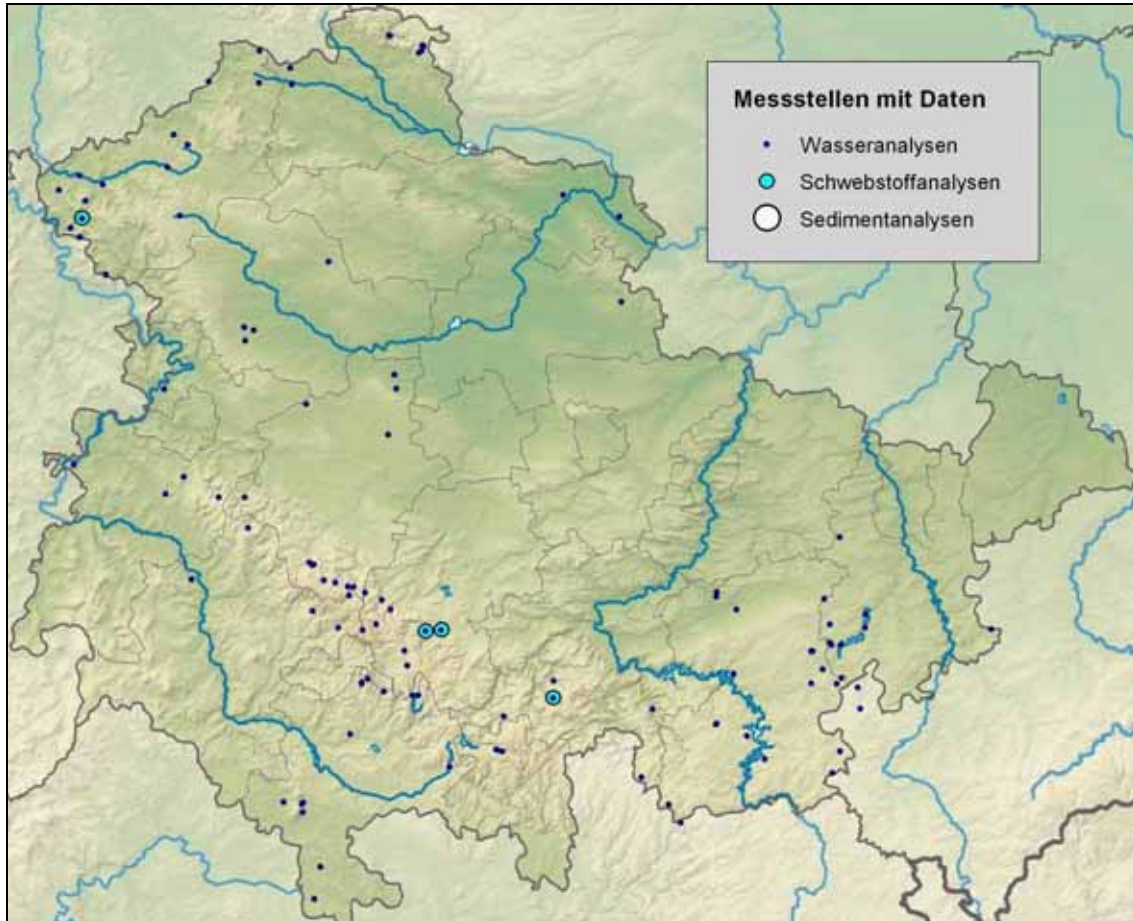 Messstellen mit Daten
Wasseranalysen
Schwebstoffanalysen
Sedimentanalysen